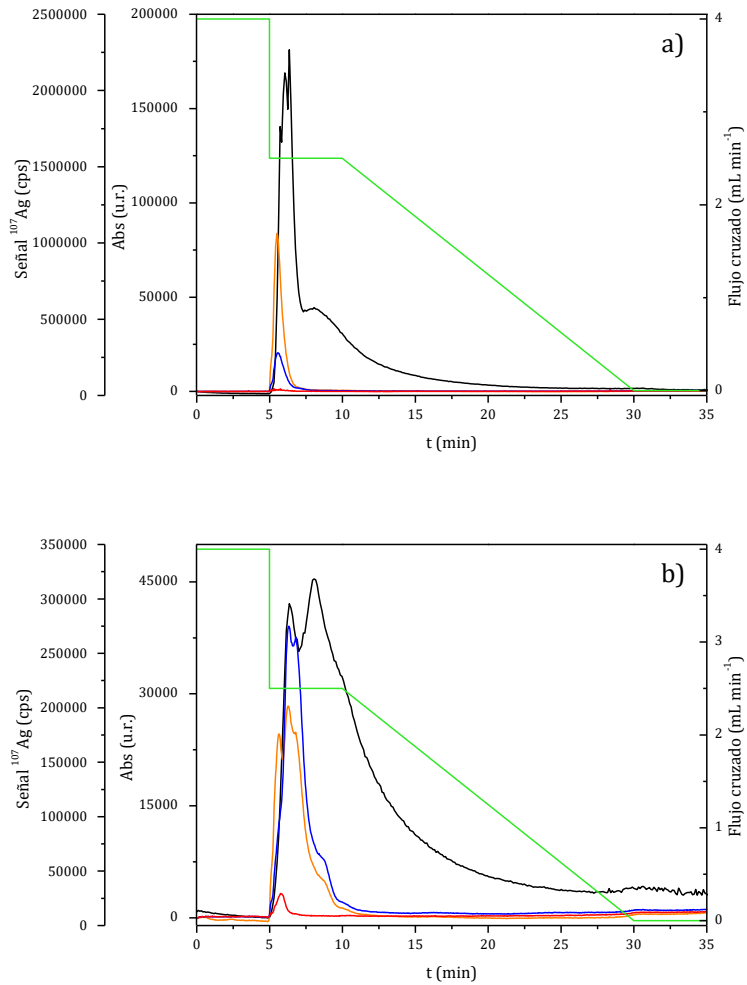 a)
Señal ¹⁰⁷Ag (cps)
2500000
2000000
1500000
1000000
500000
0
Abs (u.r.)
200000
150000
100000
50000
0
Flujo cruzado (mL min⁻¹)
4
3
2
1
0
0 5 10 15 20 25 30 35
t (min)
b)
Señal ¹⁰⁷Ag (cps)
350000
300000
250000
200000
150000
100000
50000
0
Abs (u.r.)
45000
30000
15000
0
Flujo cruzado (mL min⁻¹)
4
3
2
1
0
0 5 10 15 20 25 30 35
t (min)